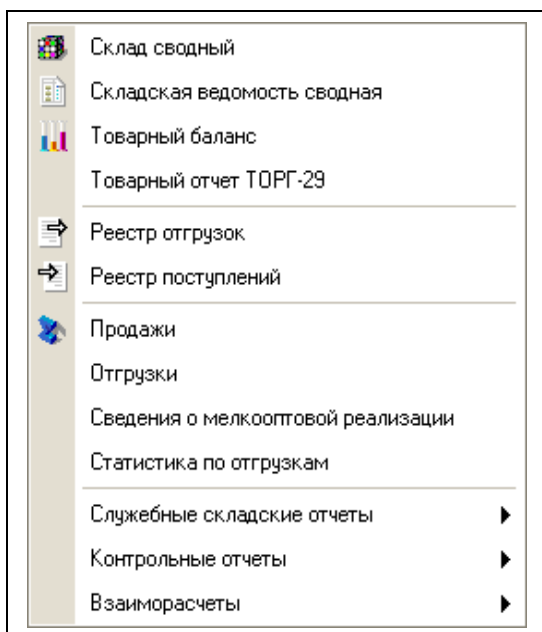 Склад сводный
Складская ведомость сводная
Товарный баланс
Товарный отчет ТОРГ-29
Реестр отгрузок
Реестр поступлений
Продажи
Отгрузки
Сведения о мелкооптовой реализации
Статистика по отгрузкам
Служебные складские отчеты
Контрольные отчеты
Взаиморасчеты